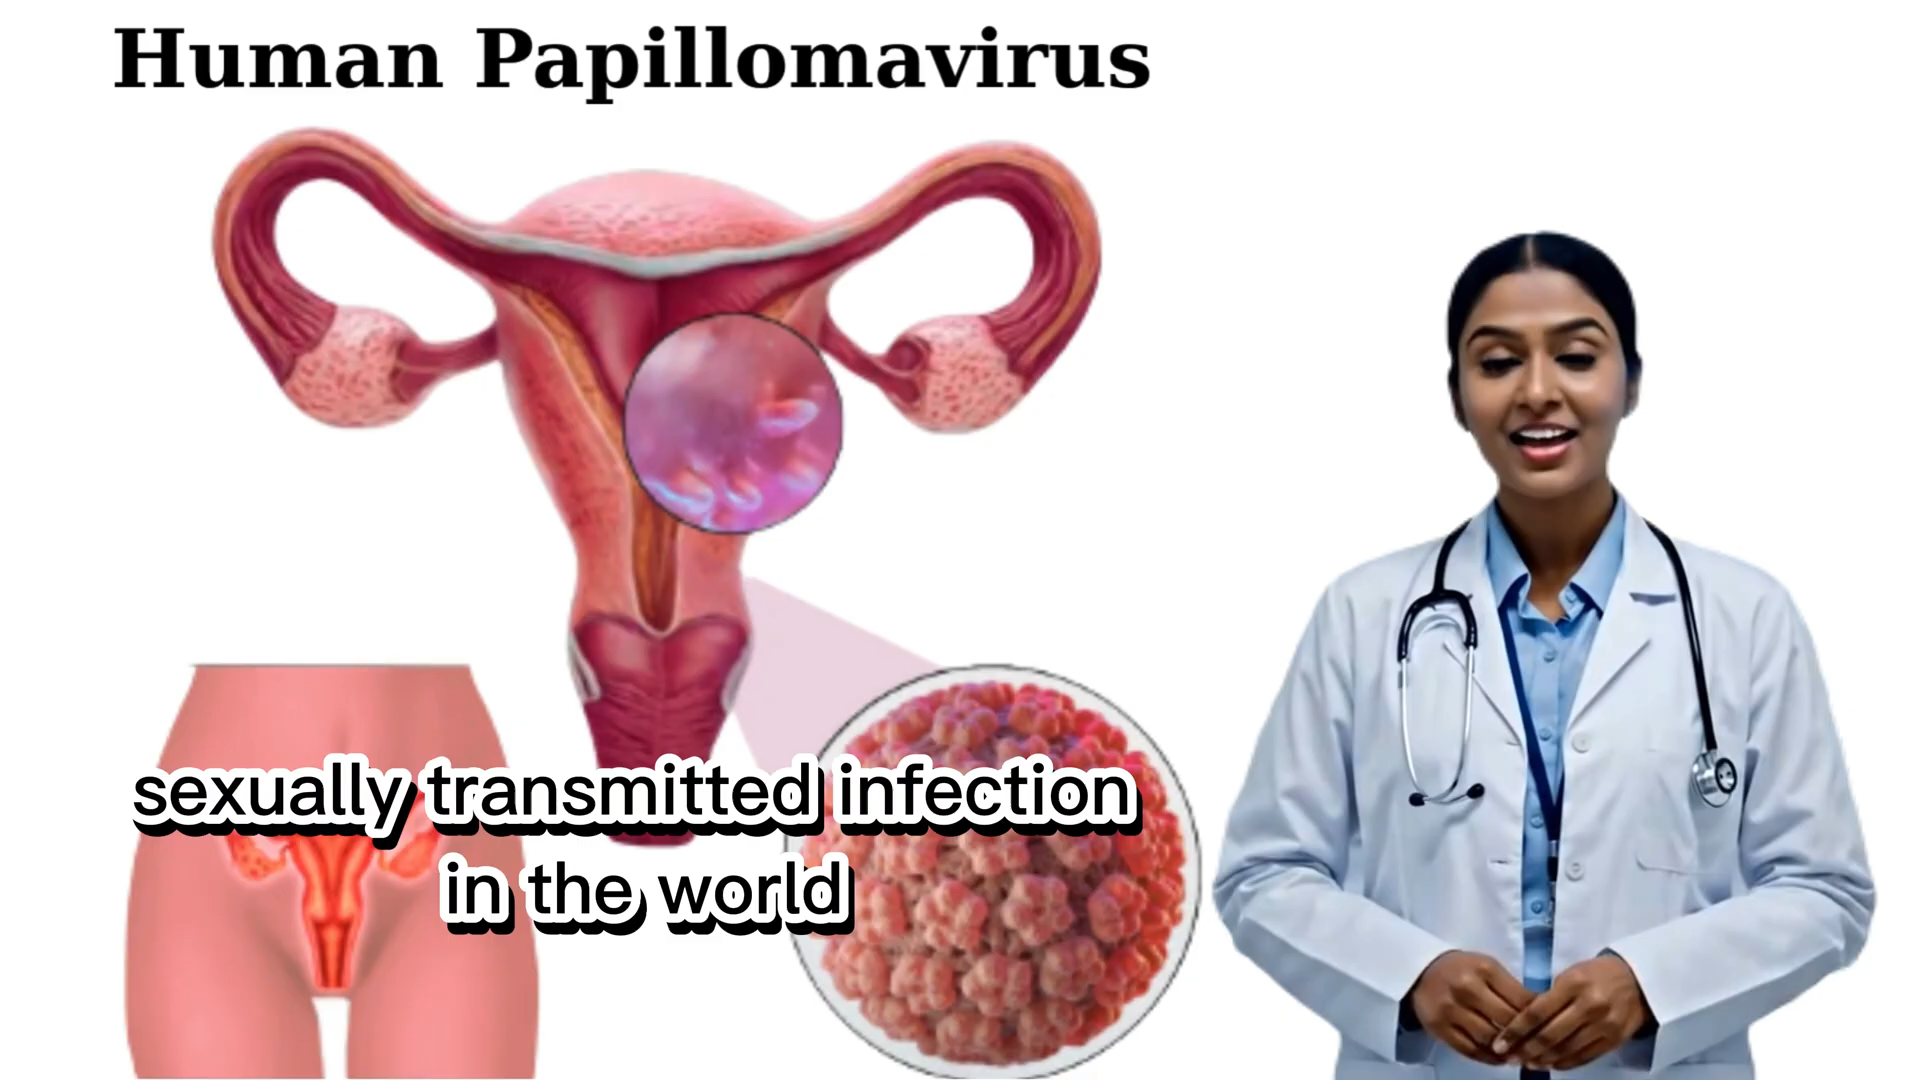 Human Papillomavirus
sexually transmitted infection
in the world